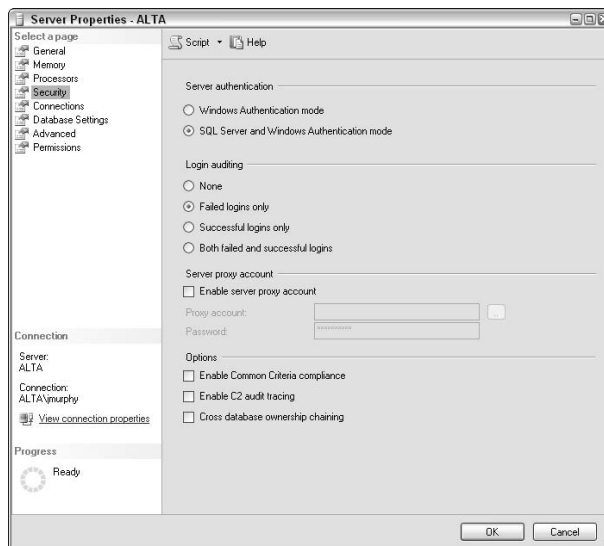 Server Properties - ALTA
Select a page
General
Memory
Processors
Security
Connections
Database Settings
Advanced
Permissions
Script
Help
Server authentication
Windows Authentication mode
SQL Server and Windows Authentication mode
Login auditing
None
Failed logins only
Successful logins only
Both failed and successful logins
Server proxy account
Enable server proxy account
Proxy account:
...
Password:
**********
Options
Enable Common Criteria compliance
Enable C2 audit tracing
Cross database ownership chaining
Connection
Server:
ALTA
Connection:
ALTA\jmurphy
View connection properties
Progress
Ready
OK
Cancel